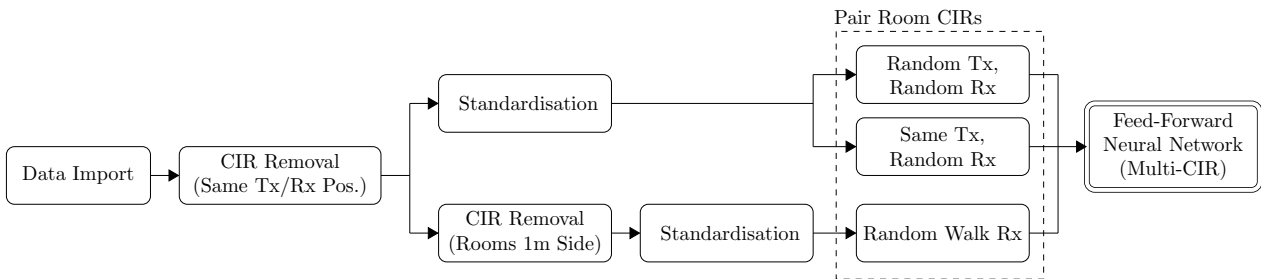 Pair Room CIRs
Data Import
CIR Removal
(Same Tx/Rx Pos.)
Standardisation
CIR Removal
(Rooms 1m Side)
Standardisation
Random Tx,
Random Rx
Same Tx,
Random Rx
Random Walk Rx
Feed-Forward
Neural Network
(Multi-CIR)